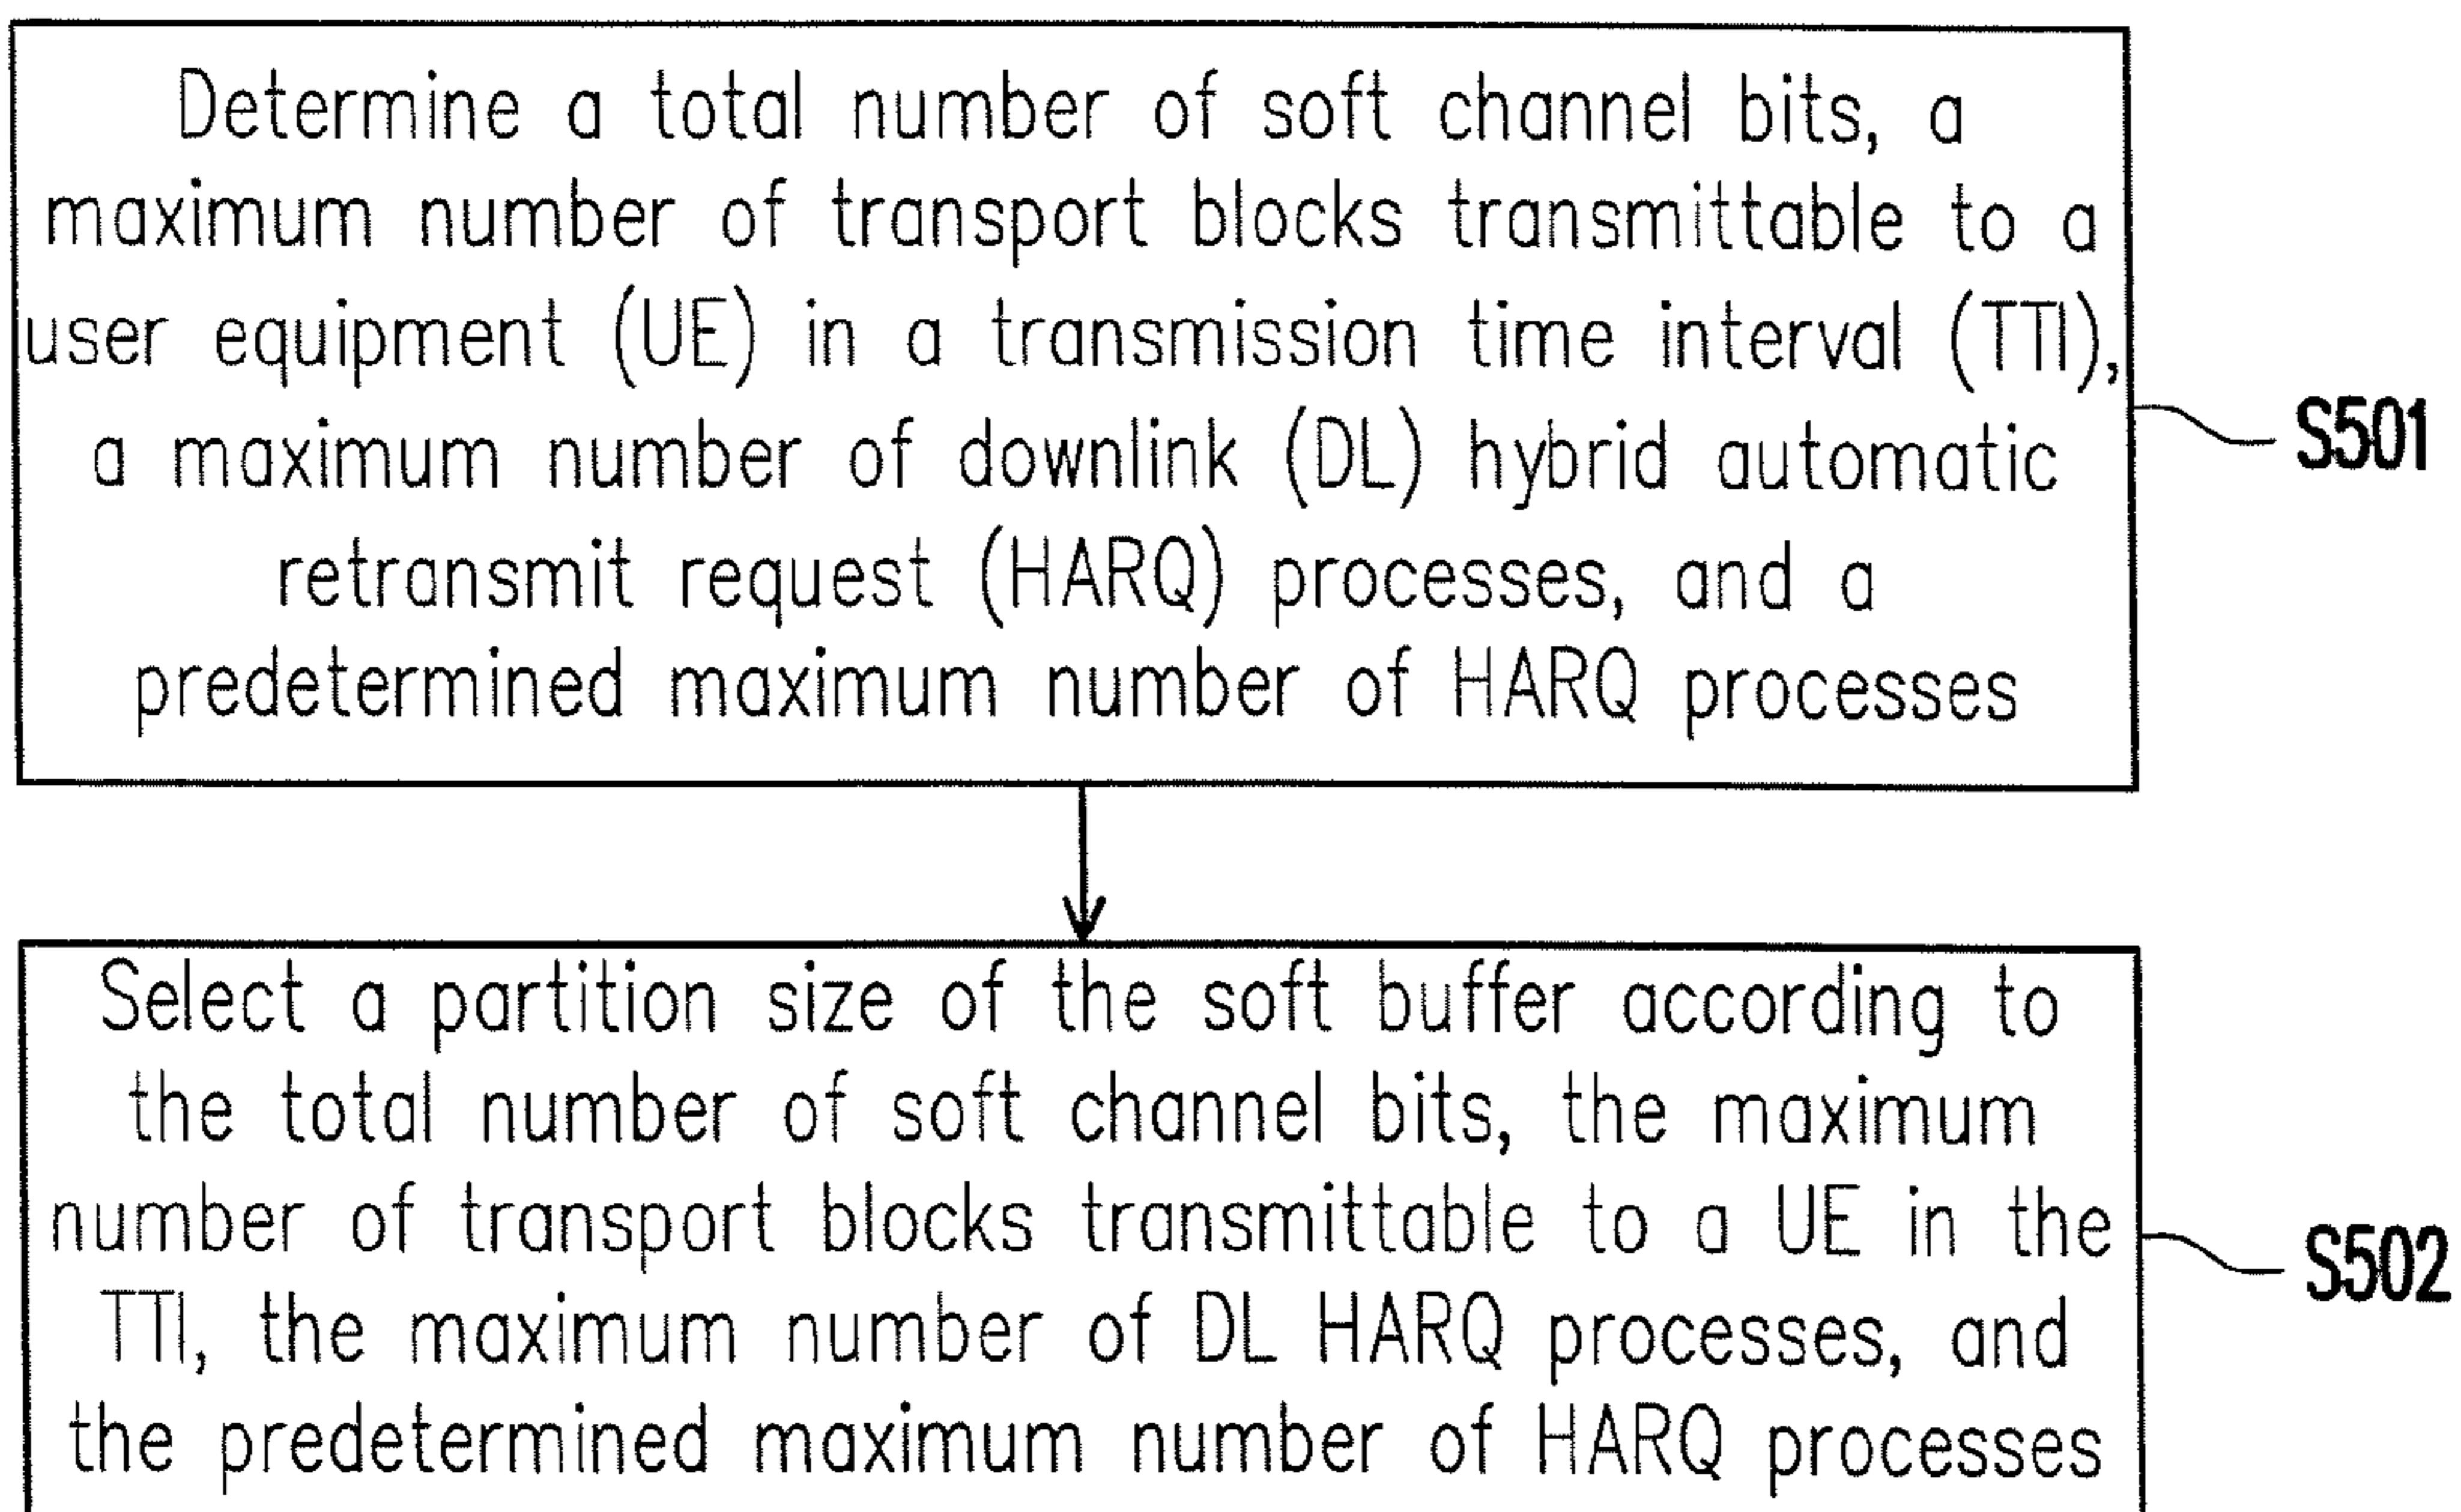 Determine a total number of soft channel bits, a
maximum number of transport blocks transmittable to a
user equipment (UE) in a transmission time interval (TTI),
a maximum number of downlink (DL) hybrid automatic
retransmit request (HARQ) processes, and a
predetermined maximum number of HARQ processes
S501
Select a partition size of the soft buffer according to
the total number of soft channel bits, the maximum
number of transport blocks transmittable to a UE in the
TTI, the maximum number of DL HARQ processes, and
the predetermined maximum number of HARQ processes
S502